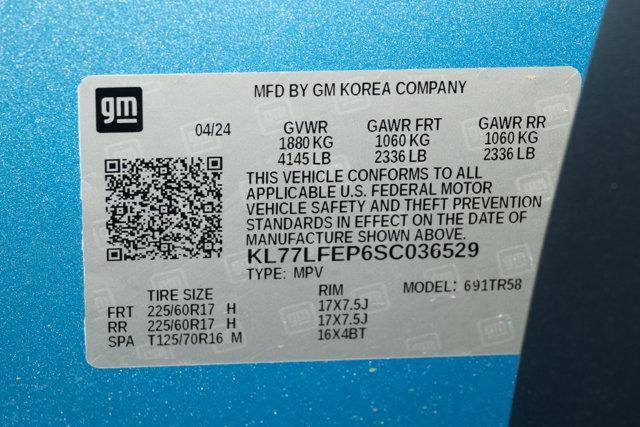 MFD BY GM KOREA COMPANY
gm
04/24 GVWR GAWR FRT GAWR RR
1880 KG 1060 KG 1060 KG
4145 LB 2336 LB 2336 LB
THIS VEHICLE CONFORMS TO ALL
APPLICABLE U.S. FEDERAL MOTOR
VEHICLE SAFETY AND THEFT PREVENTION
STANDARDS IN EFFECT ON THE DATE OF
MANUFACTURE SHOWN ABOVE.
KL77LFEP6SC036529
TYPE: MPV MODEL: 691TR58
TIRE SIZE RIM
FRT 225/60R17 H 17X7.5J
RR 225/60R17 H 17X7.5J
SPA T125/70R16 M 16X4BT